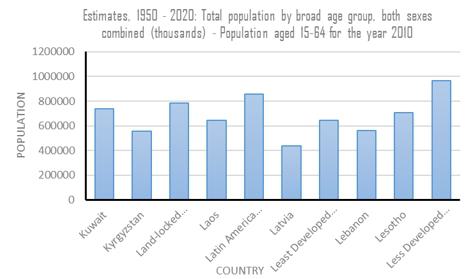 Estimates, 1950 - 2020: Total population by broad age group, both sexes
combined (thousands) - Population aged 15-64 for the year 2010
1200000
1000000
800000
600000
400000
200000
0
POPULATION
Kuwait
Kyrgyzstan
Land-locked...
Laos
Latin America...
Latvia
Least Developed...
Lebanon
Lesotho
Less Developed...
COUNTRY